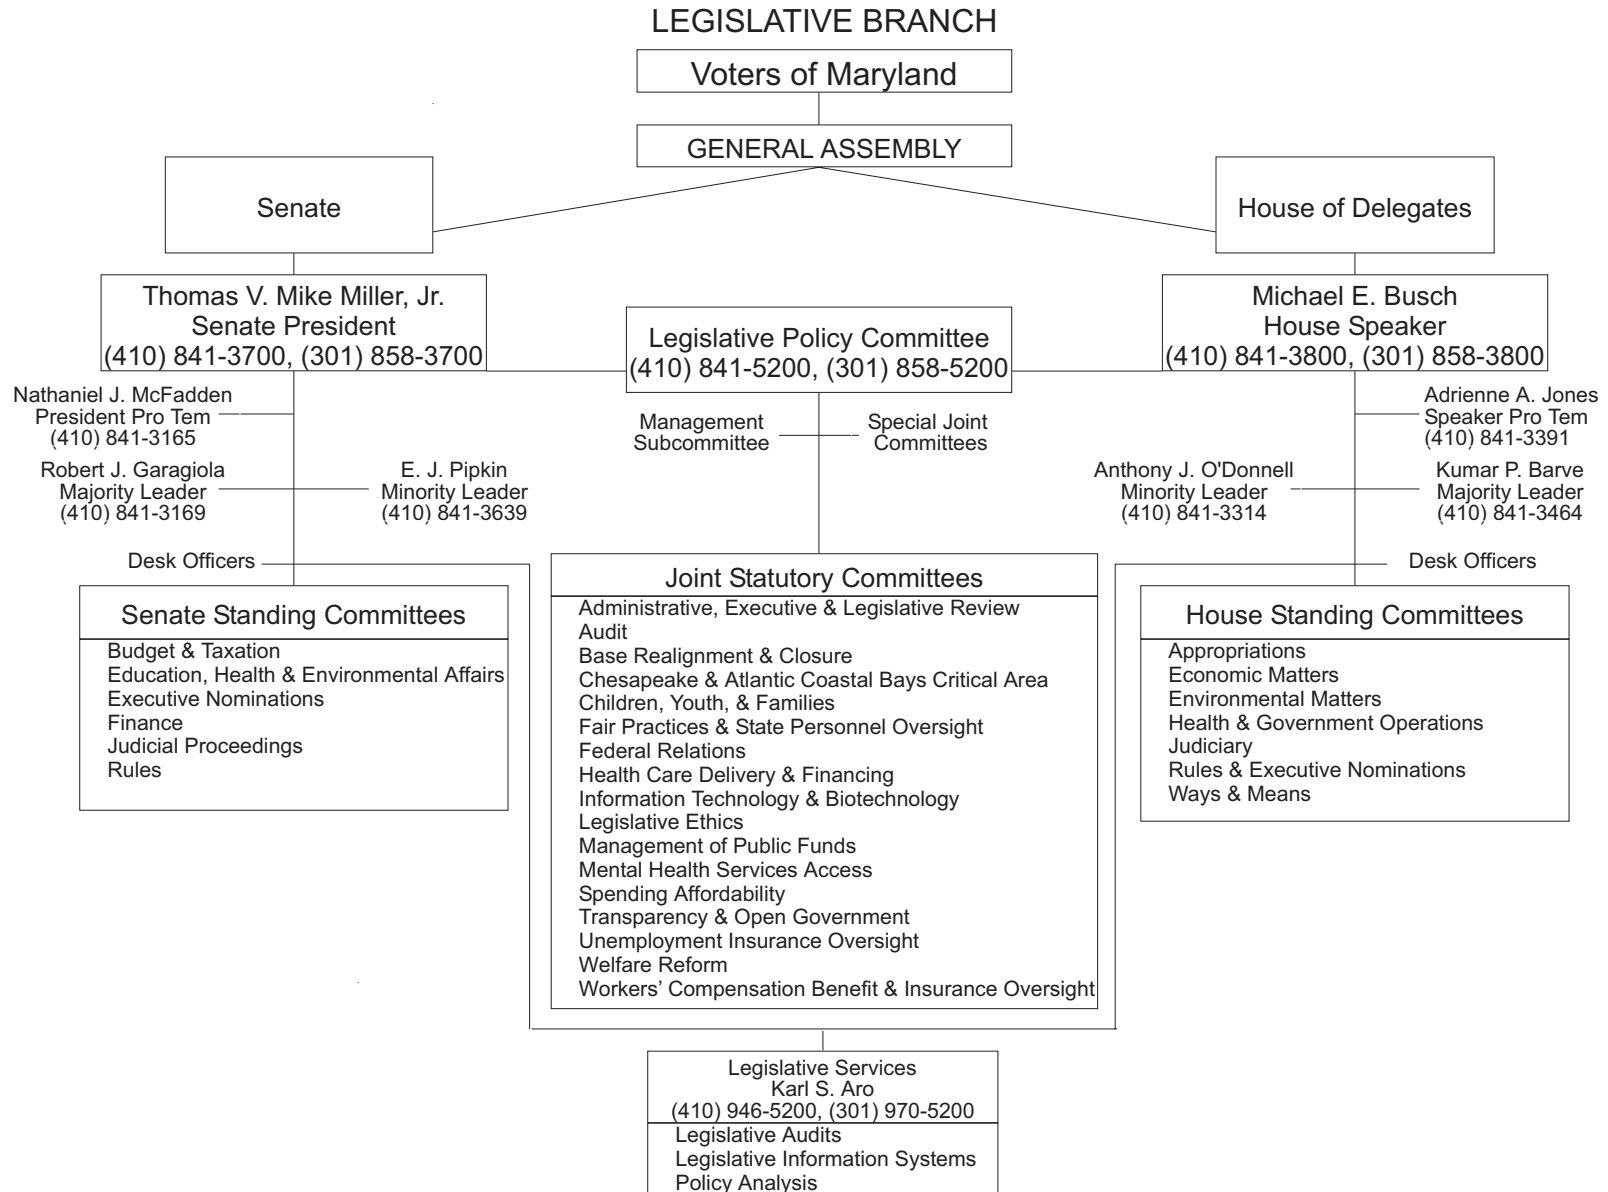 LEGISLATIVE BRANCH
Voters of Maryland
GENERAL ASSEMBLY
Senate
House of Delegates
Thomas V. Mike Miller, Jr.
Senate President
(410) 841-3700, (301) 858-3700
Legislative Policy Committee
(410) 841-5200, (301) 858-5200
Michael E. Busch
House Speaker
(410) 841-3800, (301) 858-3800
Nathaniel J. McFadden
President Pro Tem
(410) 841-3165
Robert J. Garagiola
Majority Leader
(410) 841-3169
E. J. Pipkin
Minority Leader
(410) 841-3639
Management
Subcommittee
Special Joint
Committees
Adrienne A. Jones
Speaker Pro Tem
(410) 841-3391
Anthony J. O'Donnell
Minority Leader
(410) 841-3314
Kumar P. Barve
Majority Leader
(410) 841-3464
Desk Officers
Desk Officers
Senate Standing Committees
Budget & Taxation
Education, Health & Environmental Affairs
Executive Nominations
Finance
Judicial Proceedings
Rules
Joint Statutory Committees
Administrative, Executive & Legislative Review
Audit
Base Realignment & Closure
Chesapeake & Atlantic Coastal Bays Critical Area
Children, Youth, & Families
Fair Practices & State Personnel Oversight
Federal Relations
Health Care Delivery & Financing
Information Technology & Biotechnology
Legislative Ethics
Management of Public Funds
Mental Health Services Access
Spending Affordability
Transparency & Open Government
Unemployment Insurance Oversight
Welfare Reform
Workers’ Compensation Benefit & Insurance Oversight
House Standing Committees
Appropriations
Economic Matters
Environmental Matters
Health & Government Operations
Judiciary
Rules & Executive Nominations
Ways & Means
Legislative Services
Karl S. Aro
(410) 946-5200, (301) 970-5200
Legislative Audits
Legislative Information Systems
Policy Analysis